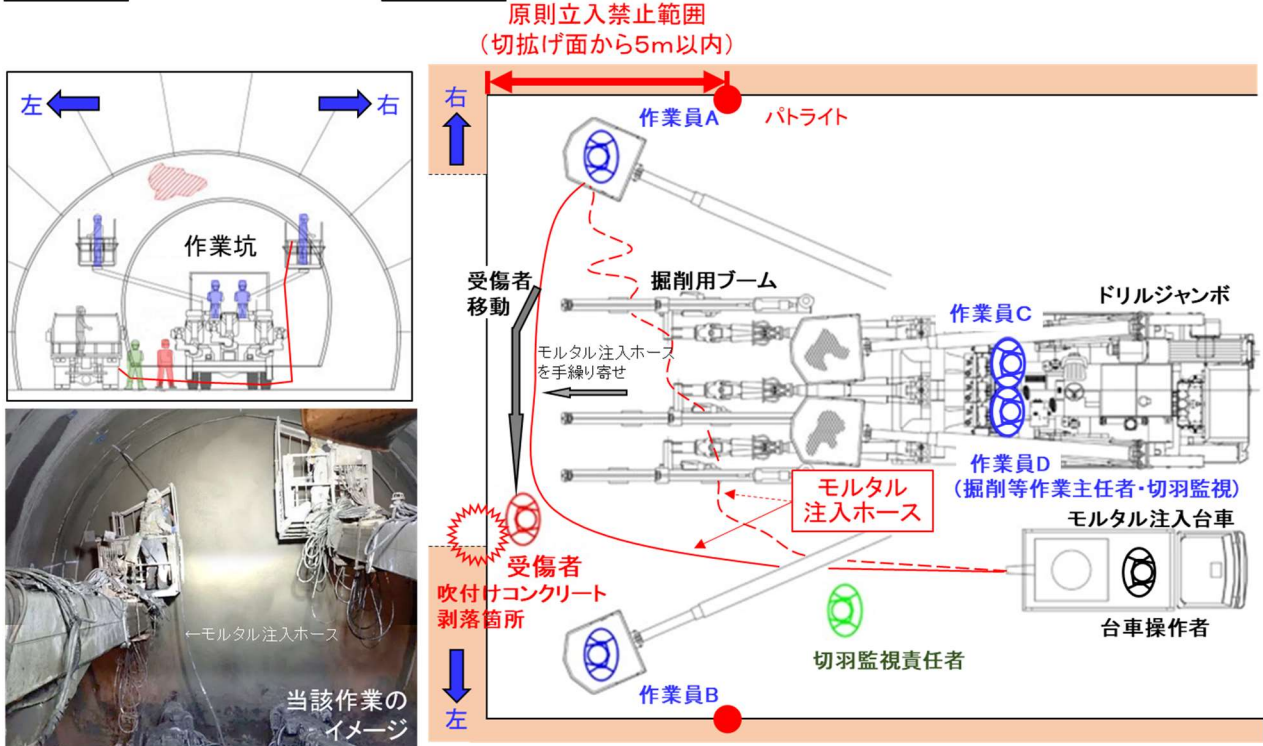 原則立入禁止範囲
(切拡げ面から5m以内)
左
右
作業坑
右
作業員A
パトライト
受傷者
移動
掘削用ブーム
作業員C
ドリルジャンボ
モルタル注入ホース
を手繰り寄せ
作業員D
(掘削等作業主任者・切羽監視)
モルタル
注入ホース
モルタル注入台車
受傷者
吹付けコンクリート
剥落箇所
台車操作者
切羽監視責任者
作業員B
左
←モルタル注入ホース
当該作業の
イメージ